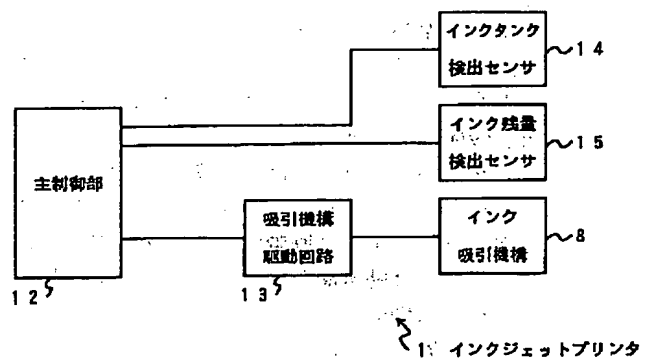 インクタンク
検出センサ
14
インク残量
検出センサ
15
主制御部
12
吸引機構
駆動回路
13
インク
吸引機構
8
1 インクジェットプリンタ